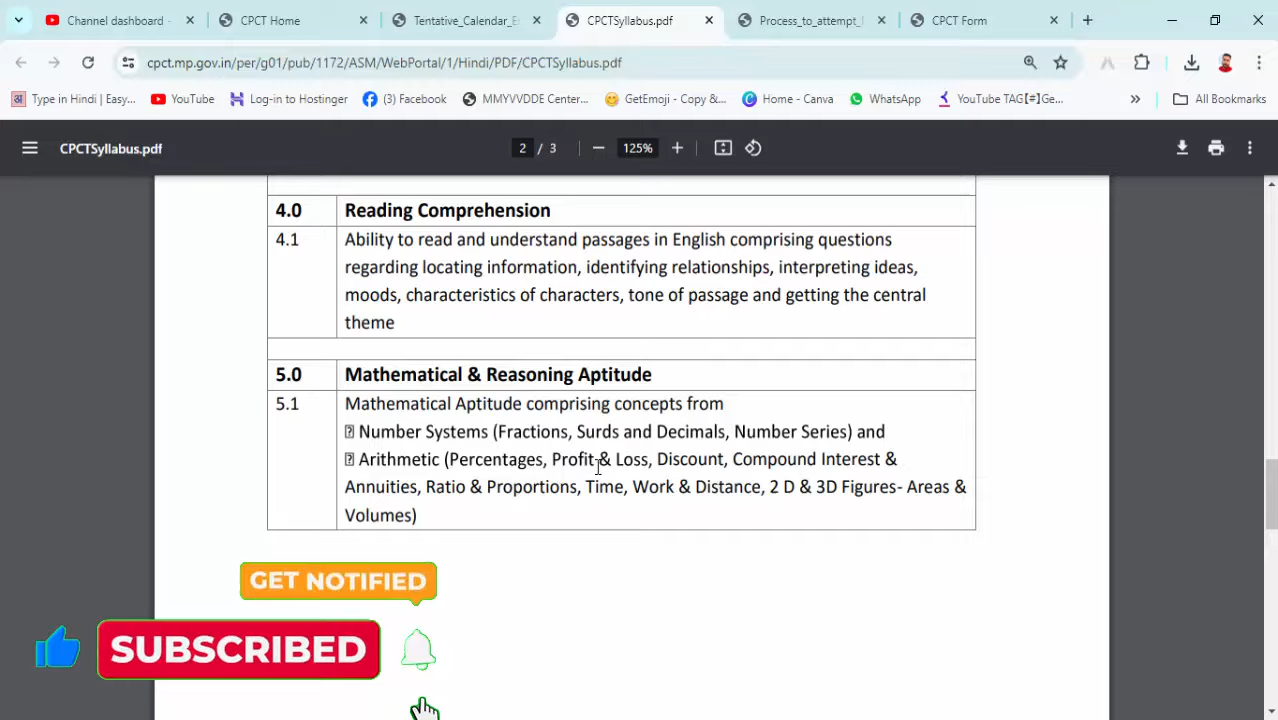 Channel dashboard -
CPCT Home
Tentative_Calendar_E
CPCTSyllabus.pdf
Process_to_attempt_
CPCT Form
cpct.mp.gov.in/per/g01/pub/1172/ASM/WebPortal/1/Hindi/PDF/CPCTSyllabus.pdf
अ Type in Hindi | Easy...
YouTube
Log-in to Hostinger
(3) Facebook
MMYVVDDE Center...
GetEmoji - Copy &...
Home - Canva
WhatsApp
YouTube TAG【#】Ge...
All Bookmarks
CPCTSyllabus.pdf
2 / 3
125%
4.0 Reading Comprehension
4.1 Ability to read and understand passages in English comprising questions
regarding locating information, identifying relationships, interpreting ideas,
moods, characteristics of characters, tone of passage and getting the central
theme
5.0 Mathematical & Reasoning Aptitude
5.1 Mathematical Aptitude comprising concepts from
Number Systems (Fractions, Surds and Decimals, Number Series) and
Arithmetic (Percentages, Profit & Loss, Discount, Compound Interest &
Annuities, Ratio & Proportions, Time, Work & Distance, 2 D & 3D Figures- Areas &
Volumes)
GET NOTIFIED
SUBSCRIBED